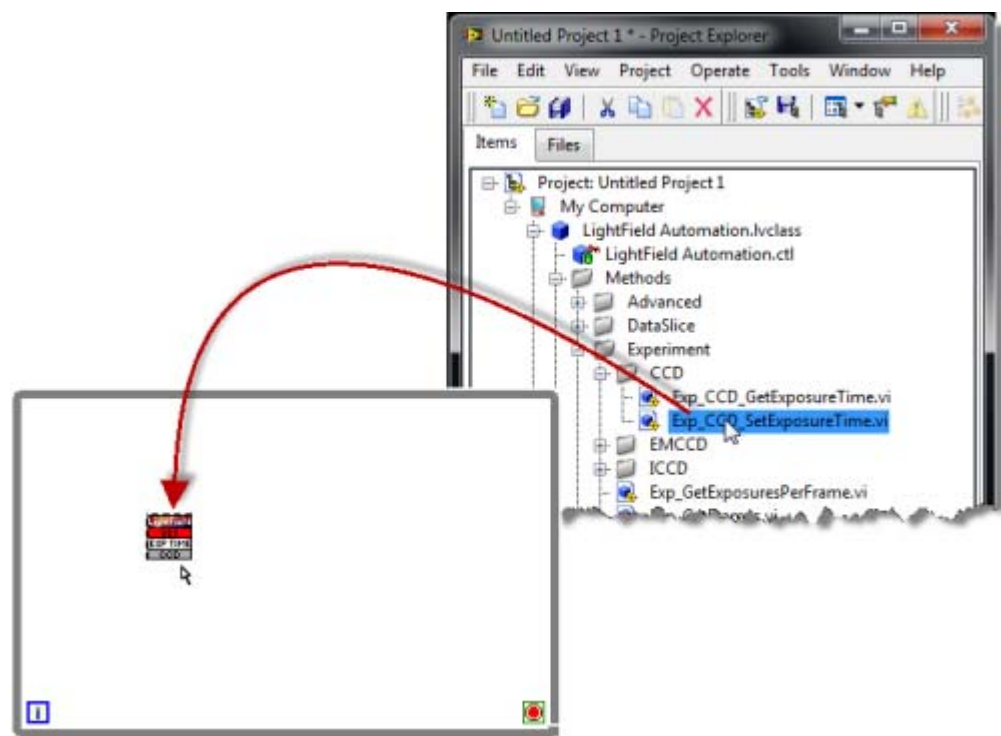 Untitled Project 1 * - Project Explorer
File Edit View Project Operate Tools Window Help
Items Files
Project: Untitled Project 1
My Computer
LightField Automation.lvclass
LightField Automation.ctl
Methods
Advanced
DataSlice
Experiment
CCD
Exp_CCD_GetExposureTime.vi
Exp_CCD_SetExposureTime.vi
EMCCD
ICCD
Exp_GetExposuresPerFrame.vi
LightField
EXP TIME
CCD
i